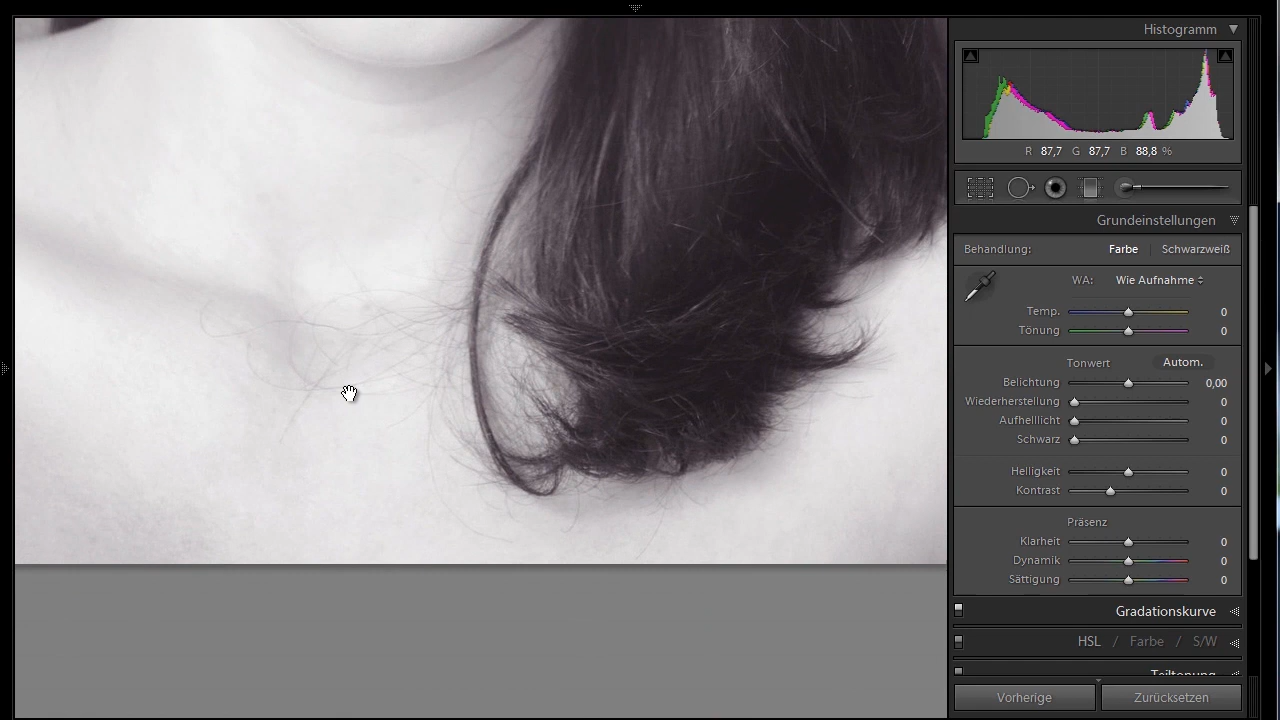 Histogramm
R 87,7 G 87,7 B 88,8 %
Grundeinstellungen
Behandlung: Farbe Schwarzweiß
WA: Wie Aufnahme
Temp. 0
Tönung 0
Tonwert Autom.
Belichtung 0,00
Wiederherstellung 0
Aufhelllicht 0
Schwarz 0
Helligkeit 0
Kontrast 0
Präsenz
Klarheit 0
Dynamik 0
Sättigung 0
Gradationskurve
HSL / Farbe / S/W
Teiltonung
Vorherige Zurücksetzen